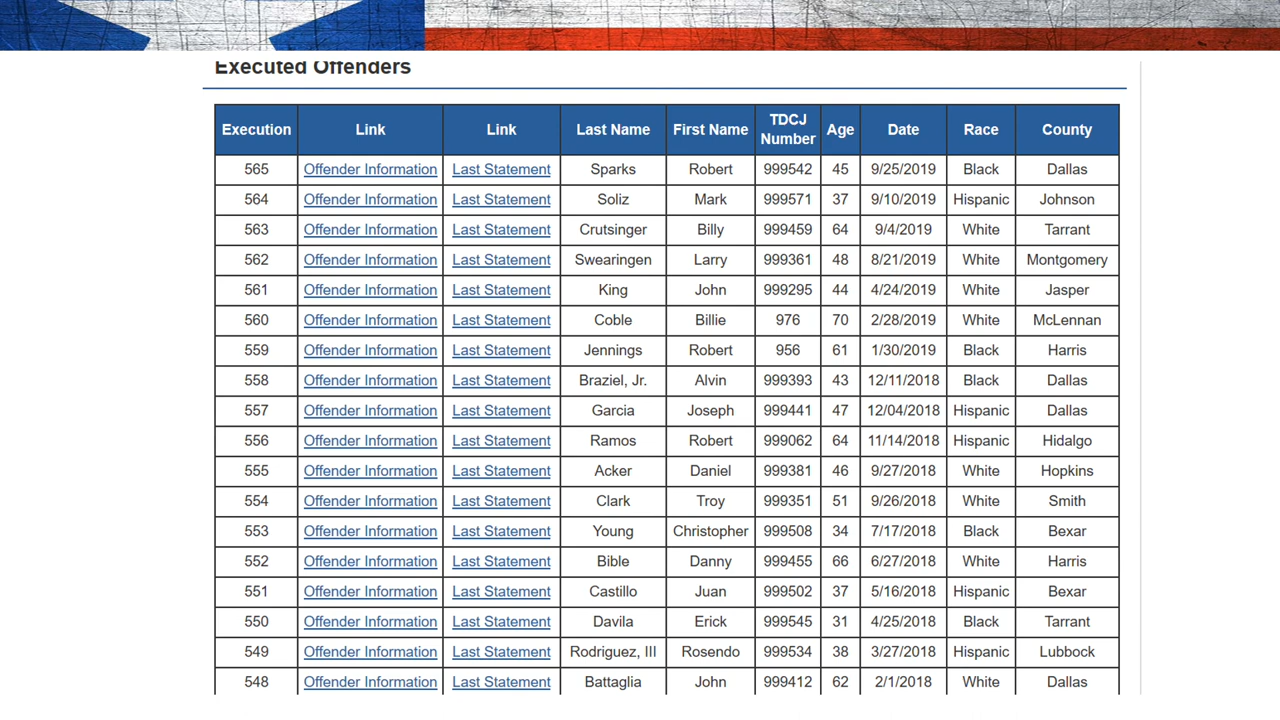 Executed Offenders
Execution Link Link Last Name First Name TDCJ Number Age Date Race County
565 Offender Information Last Statement Sparks Robert 999542 45 9/25/2019 Black Dallas
564 Offender Information Last Statement Soliz Mark 999571 37 9/10/2019 Hispanic Johnson
563 Offender Information Last Statement Crutsinger Billy 999459 64 9/4/2019 White Tarrant
562 Offender Information Last Statement Swearingen Larry 999361 48 8/21/2019 White Montgomery
561 Offender Information Last Statement King John 999295 44 4/24/2019 White Jasper
560 Offender Information Last Statement Coble Billie 976 70 2/28/2019 White McLennan
559 Offender Information Last Statement Jennings Robert 956 61 1/30/2019 Black Harris
558 Offender Information Last Statement Braziel, Jr. Alvin 999393 43 12/11/2018 Black Dallas
557 Offender Information Last Statement Garcia Joseph 999441 47 12/04/2018 Hispanic Dallas
556 Offender Information Last Statement Ramos Robert 999062 64 11/14/2018 Hispanic Hidalgo
555 Offender Information Last Statement Acker Daniel 999381 46 9/27/2018 White Hopkins
554 Offender Information Last Statement Clark Troy 999351 51 9/26/2018 White Smith
553 Offender Information Last Statement Young Christopher 999508 34 7/17/2018 Black Bexar
552 Offender Information Last Statement Bible Danny 999455 66 6/27/2018 White Harris
551 Offender Information Last Statement Castillo Juan 999502 37 5/16/2018 Hispanic Bexar
550 Offender Information Last Statement Davila Erick 999545 31 4/25/2018 Black Tarrant
549 Offender Information Last Statement Rodriguez, III Rosendo 999534 38 3/27/2018 Hispanic Lubbock
548 Offender Information Last Statement Battaglia John 999412 62 2/1/2018 White Dallas